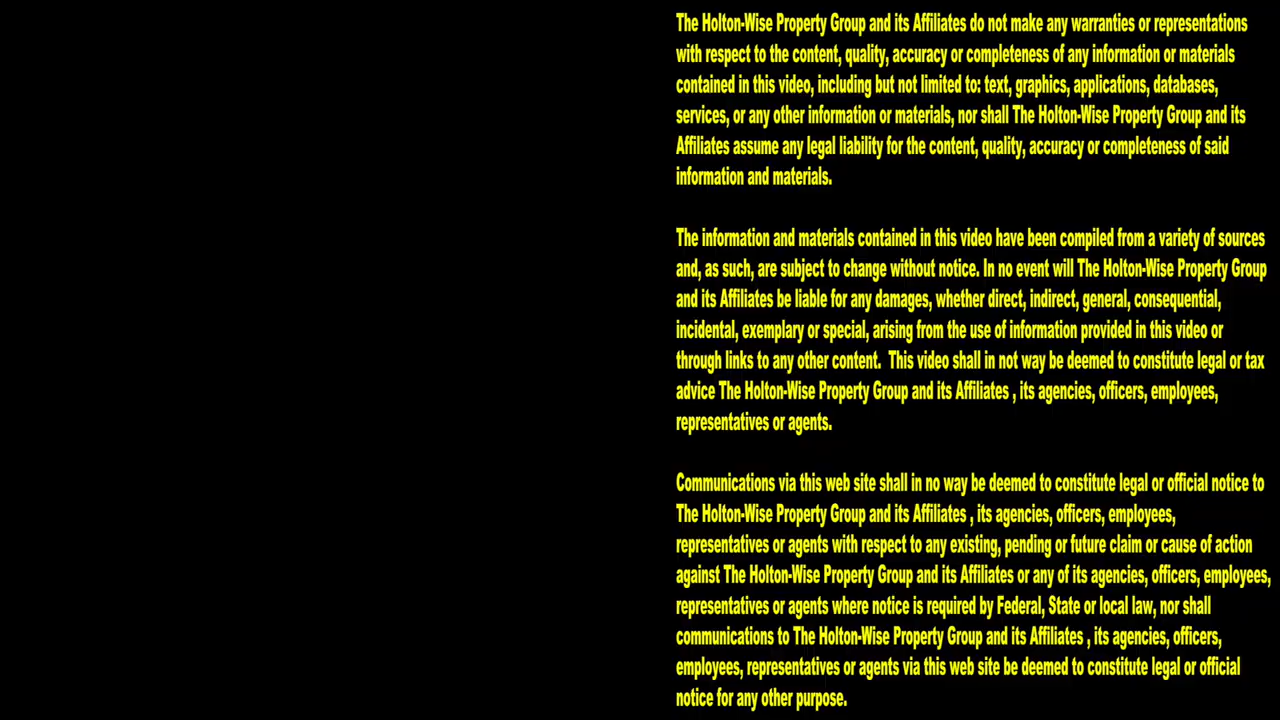 The Holton-Wise Property Group and its Affiliates do not make any warranties or representations
with respect to the content, quality, accuracy or completeness of any information or materials
contained in this video, including but not limited to: text, graphics, applications, databases,
services, or any other information or materials, nor shall The Holton-Wise Property Group and its
Affiliates assume any legal liability for the content, quality, accuracy or completeness of said
information and materials.
The information and materials contained in this video have been compiled from a variety of sources
and, as such, are subject to change without notice. In no event will The Holton-Wise Property Group
and its Affiliates be liable for any damages, whether direct, indirect, general, consequential,
incidental, exemplary or special, arising from the use of information provided in this video or
through links to any other content.  This video shall in not way be deemed to constitute legal or tax
advice The Holton-Wise Property Group and its Affiliates , its agencies, officers, employees,
representatives or agents.
Communications via this web site shall in no way be deemed to constitute legal or official notice to
The Holton-Wise Property Group and its Affiliates , its agencies, officers, employees,
representatives or agents with respect to any existing, pending or future claim or cause of action
against The Holton-Wise Property Group and its Affiliates or any of its agencies, officers, employees,
representatives or agents where notice is required by Federal, State or local law, nor shall
communications to The Holton-Wise Property Group and its Affiliates , its agencies, officers,
employees, representatives or agents via this web site be deemed to constitute legal or official
notice for any other purpose.